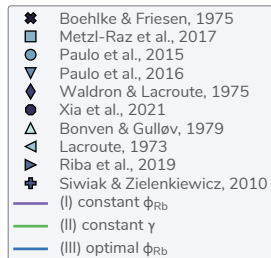 Boehlke & Friesen, 1975
Metzl-Raz et al., 2017
Paulo et al., 2015
Paulo et al., 2016
Waldron & Lacroute, 1975
Xia et al., 2021
Bonven & Gulløv, 1979
Lacroute, 1973
Riba et al., 2019
Siwiak & Zielenkiewicz, 2010
(I) constant ϕRb
(II) constant γ
(III) optimal ϕRb